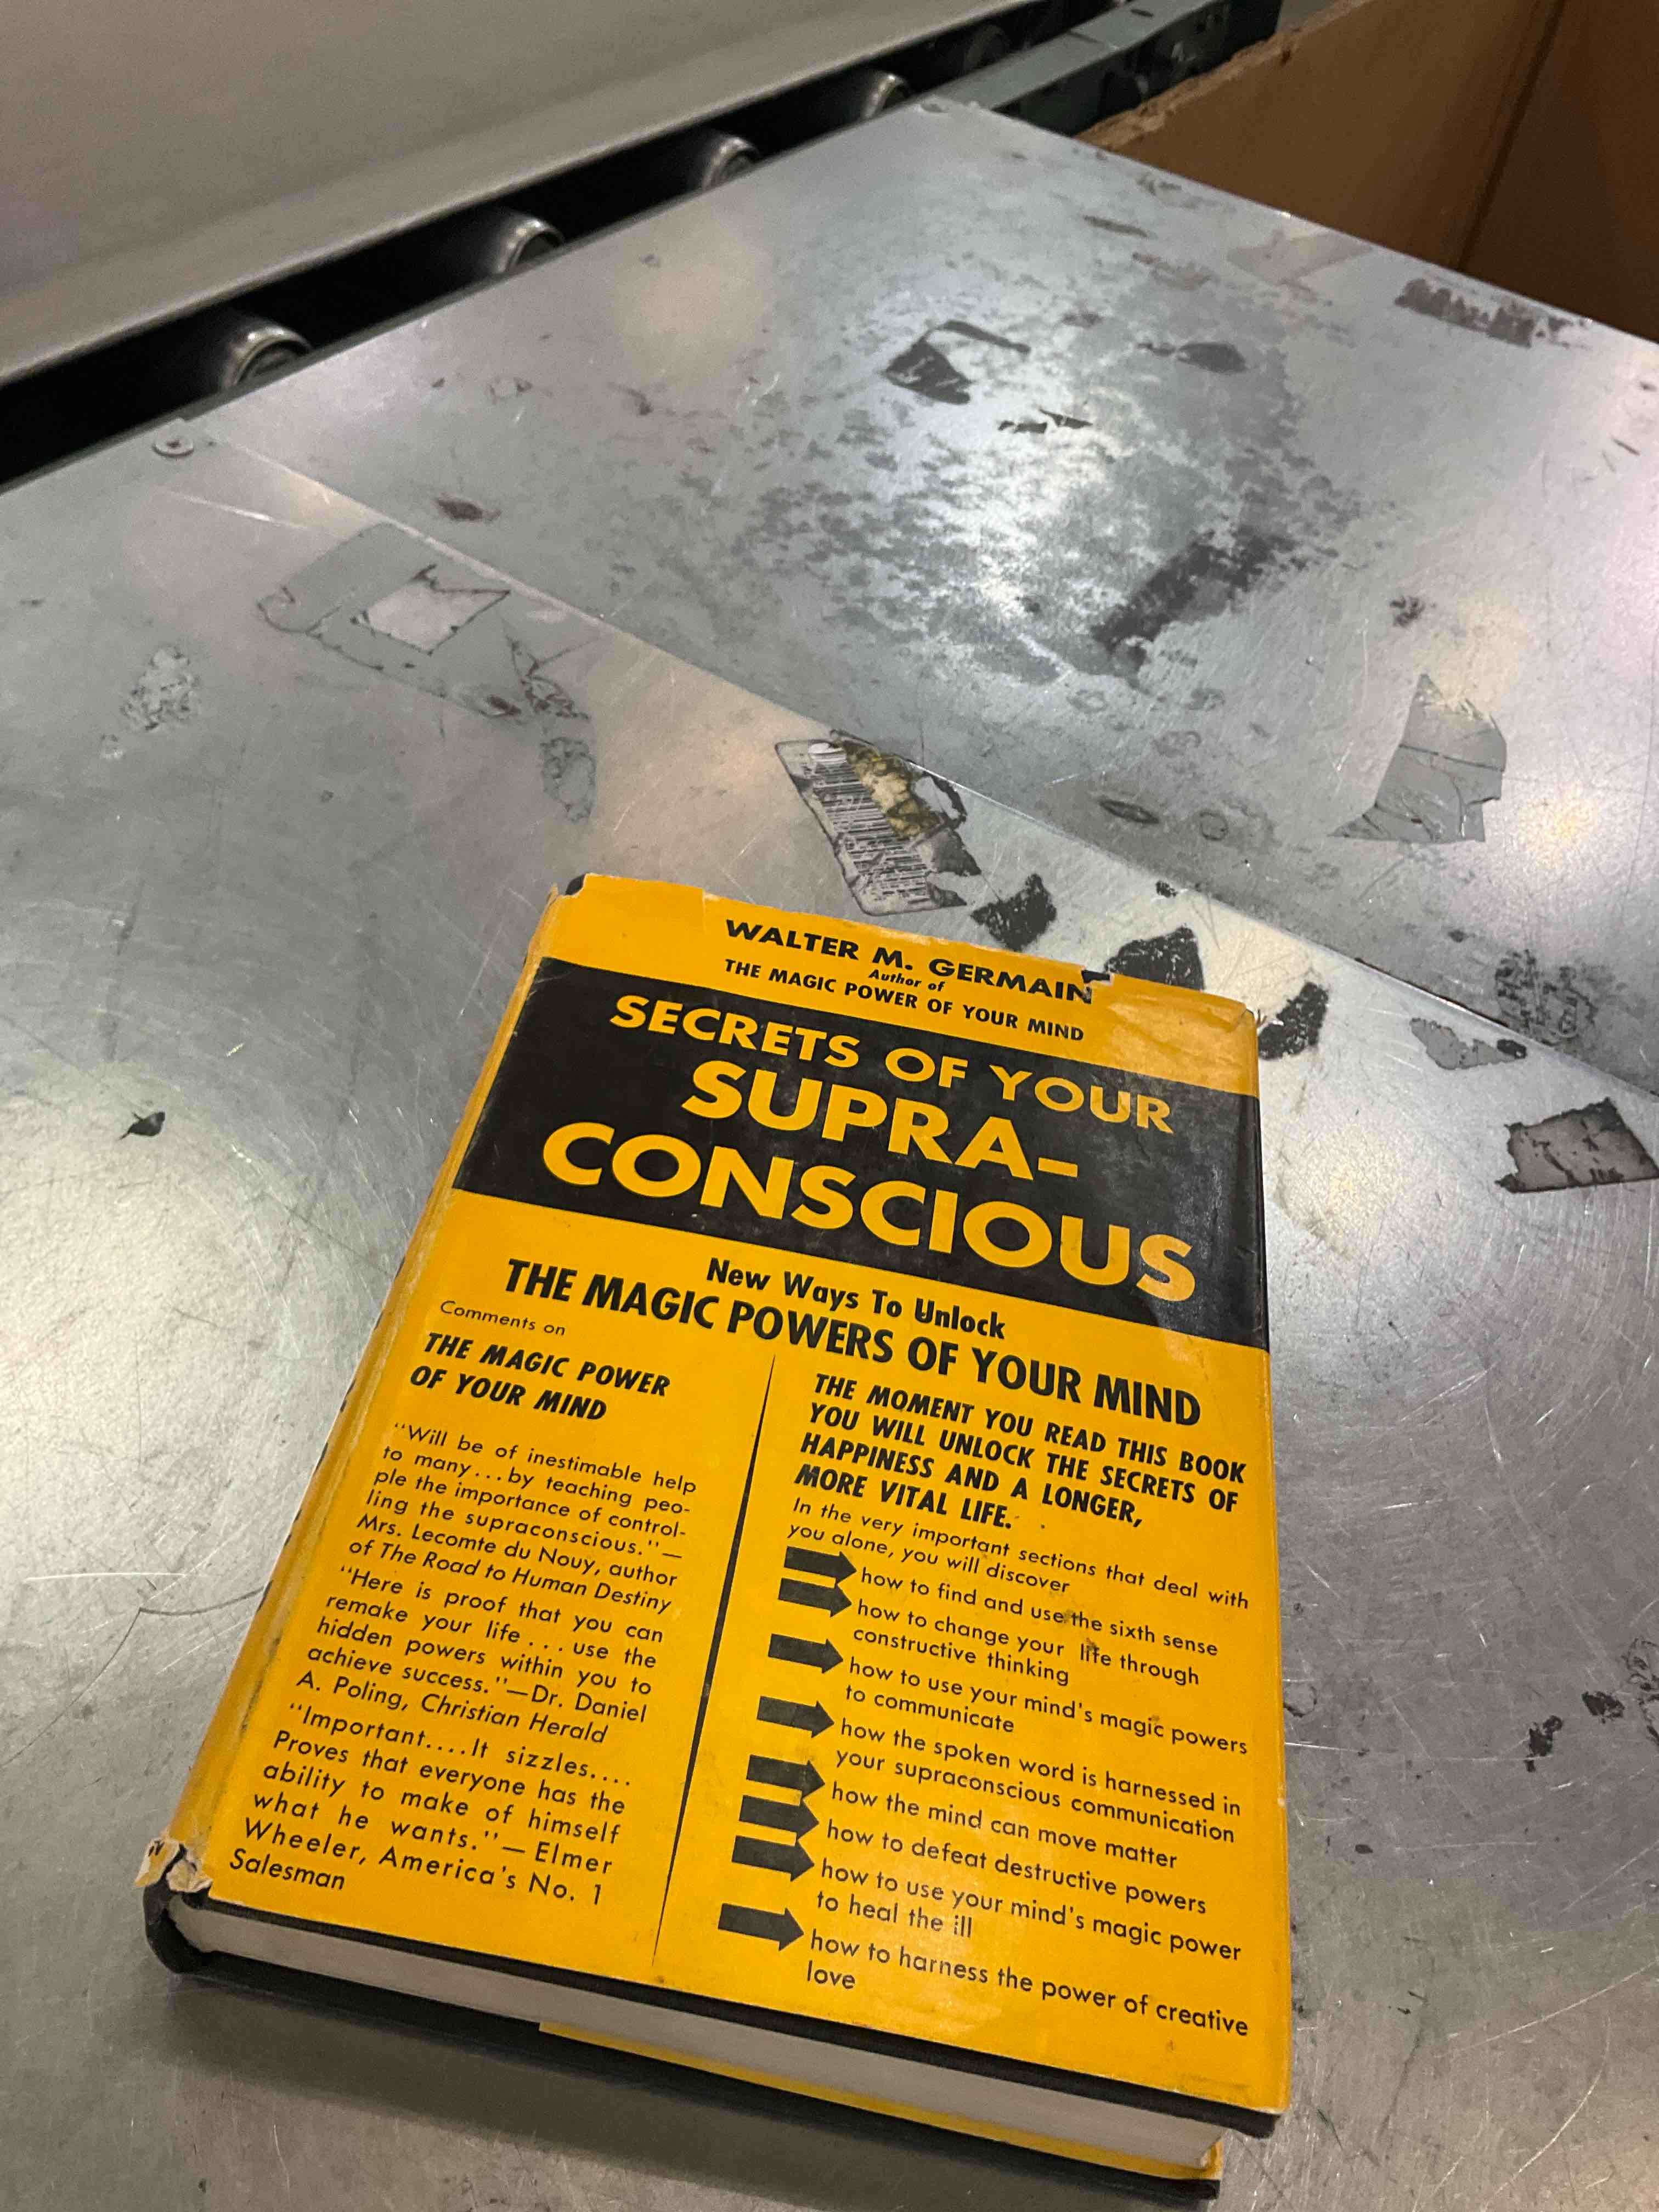 WALTER M. GERMAIN
Author of
THE MAGIC POWER OF YOUR MIND
SECRETS OF YOUR
SUPRA-
CONSCIOUS
New Ways To Unlock
THE MAGIC POWERS OF YOUR MIND
Comments on
THE MAGIC POWER
OF YOUR MIND
"Will be of inestimable help
to many...by teaching peo-
ple the importance of control-
ling the supraconscious."—
Mrs. Lecomte du Nouy, author
of The Road to Human Destiny
"Here is proof that you can
remake your life . . . use the
hidden powers within you to
achieve success."—Dr. Daniel
A. Poling, Christian Herald
"Important....It sizzles....
Proves that everyone has the
ability to make of himself
what he wants."—Elmer
Wheeler, America's No. 1
Salesman
THE MOMENT YOU READ THIS BOOK
YOU WILL UNLOCK THE SECRETS OF
HAPPINESS AND A LONGER,
MORE VITAL LIFE.
In the very important sections that deal with
you alone, you will discover
how to find and use the sixth sense
how to change your life through
constructive thinking
how to use your mind's magic powers
to communicate
how the spoken word is harnessed in
your supraconscious communication
how the mind can move matter
how to defeat destructive powers
how to use your mind's magic power
to heal the ill
how to harness the power of creative
love